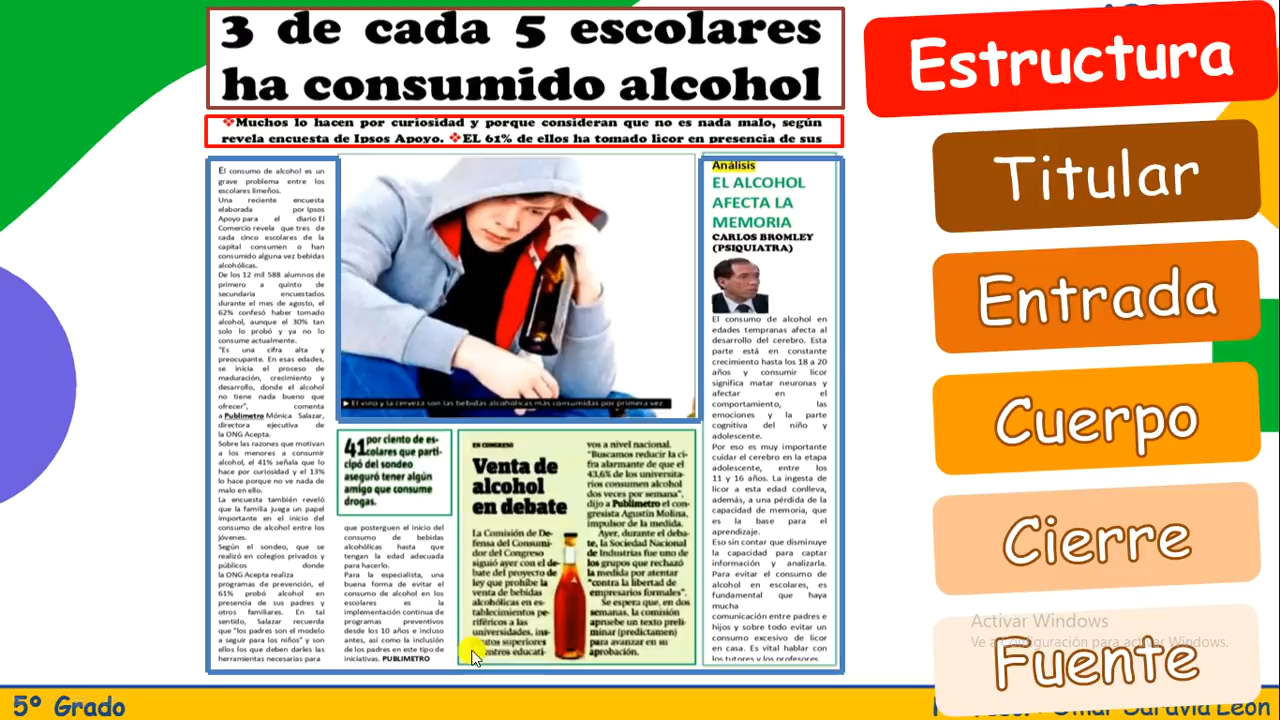 3 de cada 5 escolares
ha consumido alcohol
❖Muchos lo hacen por curiosidad y porque consideran que no es nada malo, según
revela encuesta de Ipsos Apoyo. ❖EL 61% de ellos ha tomado licor en presencia de sus
El consumo de alcohol es un
grave problema entre los
escolares limeños.
Una reciente encuesta
elaborada por Ipsos
Apoyo para el diario El
Comercio revela que tres de
cada cinco escolares de la
capital consumen o han
consumido alguna vez bebidas
alcohólicas.
De los 12 mil 588 alumnos de
primero a quinto de
secundaria encuestados
durante el mes de agosto, el
62% confesó haber tomado
alcohol, aunque el 30% tan
solo lo probó y ya no lo
consume actualmente.
"Es una cifra alta y
preocupante. En esas edades,
se inicia el proceso de
maduración, crecimiento y
desarrollo, donde el alcohol
no tiene nada bueno que
ofrecer", comenta
a Publimetro Mónica Salazar,
directora ejecutiva de
la ONG Acepta.
Sobre las razones que motivan
a los menores a consumir
alcohol, el 41% señala que lo
hace por curiosidad y el 13%
lo hace porque no ve nada de
malo en ello.
La encuesta también reveló
que la familia juega un papel
importante en el inicio del
consumo de alcohol entre los
jóvenes.
Según el sondeo, que se
realizó en colegios privados y
públicos donde
la ONG Acepta realiza
programas de prevención, el
61% probó alcohol en
presencia de sus padres y
otros familiares. En tal
sentido, Salazar recuerda
que "los padres son el modelo
a seguir para los niños" y son
ellos los que deben darles las
herramientas necesarias para
► El vino y la cerveza son las bebidas alcohólicas más consumidas por primera vez
41 por ciento de es-
colares que parti-
cipó del sondeo
aseguró tener algún
amigo que consume
drogas.
que posterguen el inicio del
consumo de bebidas
alcohólicas hasta que
tengan la edad adecuada
para hacerlo.
Para la especialista, una
buena forma de evitar el
consumo de alcohol en los
escolares es la
implementación continua de
programas preventivos
desde los 10 años e incluso
antes, así como la inclusión
de los padres en este tipo de
iniciativas. PUBLIMETRO
EN CONGRESO
Venta de
alcohol
en debate
La Comisión de De-
fensa del Consumi-
dor del Congreso
siguió ayer con el de-
bate del proyecto de
ley que prohíbe la
venta de bebidas
alcohólicas en es-
tablecimientos pe-
riféricos a las
universidades, ins-
superiores
centros educati-
vos a nivel nacional.
"Buscamos reducir la ci-
fra alarmante de que el
43,6% de los universita-
rios consumen alcohol
dos veces por semana",
dijo a Publimetro el con-
gresista Agustín Molina,
impulsor de la medida.
Ayer, durante el deba-
te, la Sociedad Nacional
de Industrias fue uno de
los grupos que rechazó
la medida por atentar
"contra la libertad de
empresarios formales".
Se espera que, en dos
semanas, la comisión
apruebe un texto preli-
minar (predictamen)
para avanzar en su
aprobación.
Análisis
EL ALCOHOL
AFECTA LA
MEMORIA
CARLOS BROMLEY
(PSIQUIATRA)
El consumo de alcohol en
edades tempranas afecta al
desarrollo del cerebro. Esta
parte está en constante
crecimiento hasta los 18 a 20
años y consumir licor
significa matar neuronas y
afectar en el
comportamiento, las
emociones y la parte
cognitiva del niño y
adolescente.
Por eso es muy importante
cuidar el cerebro en la etapa
adolescente, entre los
11 y 16 años. La ingesta de
licor a esta edad conlleva,
además, a una pérdida de la
capacidad de memoria, que
es la base para el
aprendizaje.
Eso sin contar que disminuye
la capacidad para captar
información y analizarla.
Para evitar el consumo de
alcohol en escolares, es
fundamental que haya
mucha
comunicación entre padres e
hijos y sobre todo evitar un
consumo excesivo de licor
en casa. Es vital hablar con
los tutores y los profesores.
Estructura
Titular
Entrada
Cuerpo
Cierre
Fuente
Activar Windows
Ve a Configuración para activar Windows.
5º Grado
Omar Saravia León